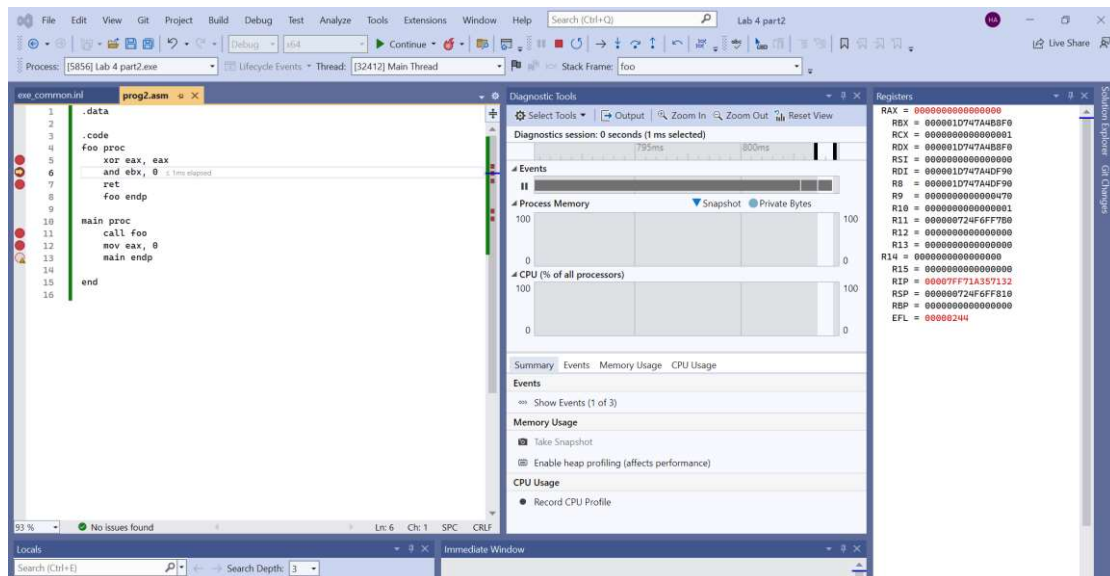 File Edit View Git Project Build Debug Test Analyze Tools Extensions Window Help Search (Ctrl+Q) Lab 4 part2 HA
Debug x64 Continue Live Share
Process: [5856] Lab 4 part2.exe Lifecycle Events Thread: [32412] Main Thread Stack Frame: foo
exe_common.inl prog2.asm
1 .data
2
3 .code
4 foo proc
5 xor eax, eax
6 and ebx, 0 ≤ 1ms elapsed
7 ret
8 foo endp
9
10 main proc
11 call foo
12 mov eax, 0
13 main endp
14
15 end
16
93 % No issues found Ln: 6 Ch: 1 SPC CRLF
Diagnostic Tools
Select Tools Output Zoom In Zoom Out Reset View
Diagnostics session: 0 seconds (1 ms selected)
795ms 800ms
Events
Process Memory Snapshot Private Bytes
100 100
0 0
CPU (% of all processors)
100 100
0 0
Summary Events Memory Usage CPU Usage
Events
Show Events (1 of 3)
Memory Usage
Take Snapshot
Enable heap profiling (affects performance)
CPU Usage
Record CPU Profile
Registers
RAX = 0000000000000000
RBX = 000001D747A4B8F0
RCX = 0000000000000001
RDX = 000001D747A4B8F0
RSI = 0000000000000000
RDI = 000001D747A4DF90
R8 = 000001D747A4DF90
R9 = 0000000000000470
R10 = 0000000000000001
R11 = 000000724F6FF7B0
R12 = 0000000000000000
R13 = 0000000000000000
R14 = 0000000000000000
R15 = 0000000000000000
RIP = 00007FF71A357132
RSP = 000000724F6FF810
RBP = 0000000000000000
EFL = 00000244
Solution Explorer Git Changes
Locals
Search (Ctrl+E) Search Depth: 3
Immediate Window